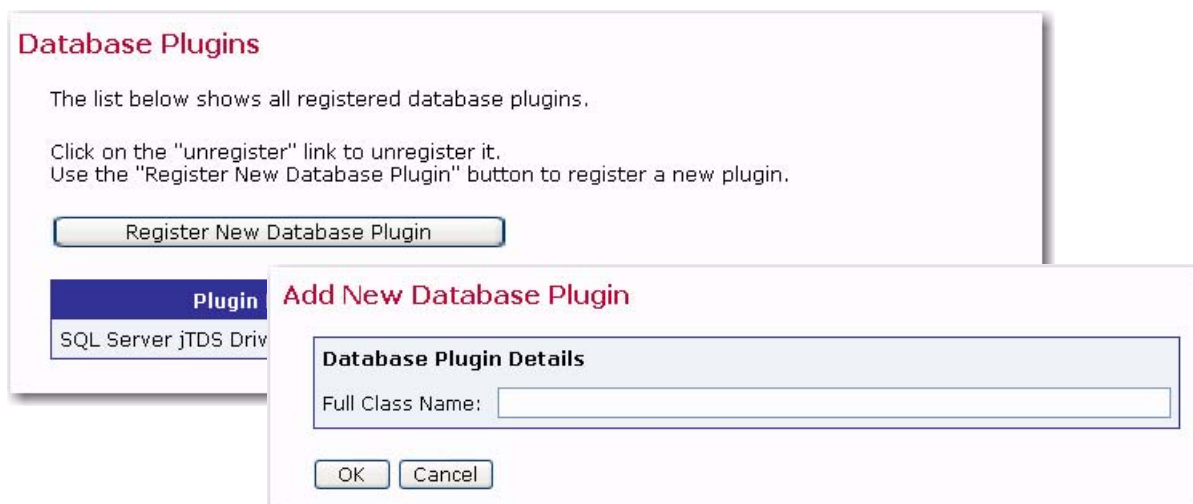 Database Plugins
The list below shows all registered database plugins.
Click on the "unregister" link to unregister it.
Use the "Register New Database Plugin" button to register a new plugin.
Register New Database Plugin
Plugin
SQL Server jTDS
Add New Database Plugin
Database Plugin Details
Full Class Name:
OK
Cancel